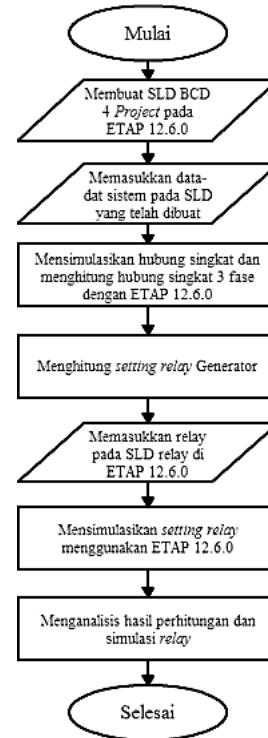 Mulai
Membuat SLD BCD
4 Project pada
ETAP 12.6.0
Memasukkan data-
dat sistem pada SLD
yang telah dibuat
Mensimulasikan hubung singkat dan
menghitung hubung singkat 3 fase
dengan ETAP 12.6.0
Menghitung setting relay Generator
Memasukkan relay
pada SLD relay di
ETAP 12.6.0
Mensimulasikan setting relay
menggunakan ETAP 12.6.0
Menganalisis hasil perhitungan dan
simulasi relay
Selesai